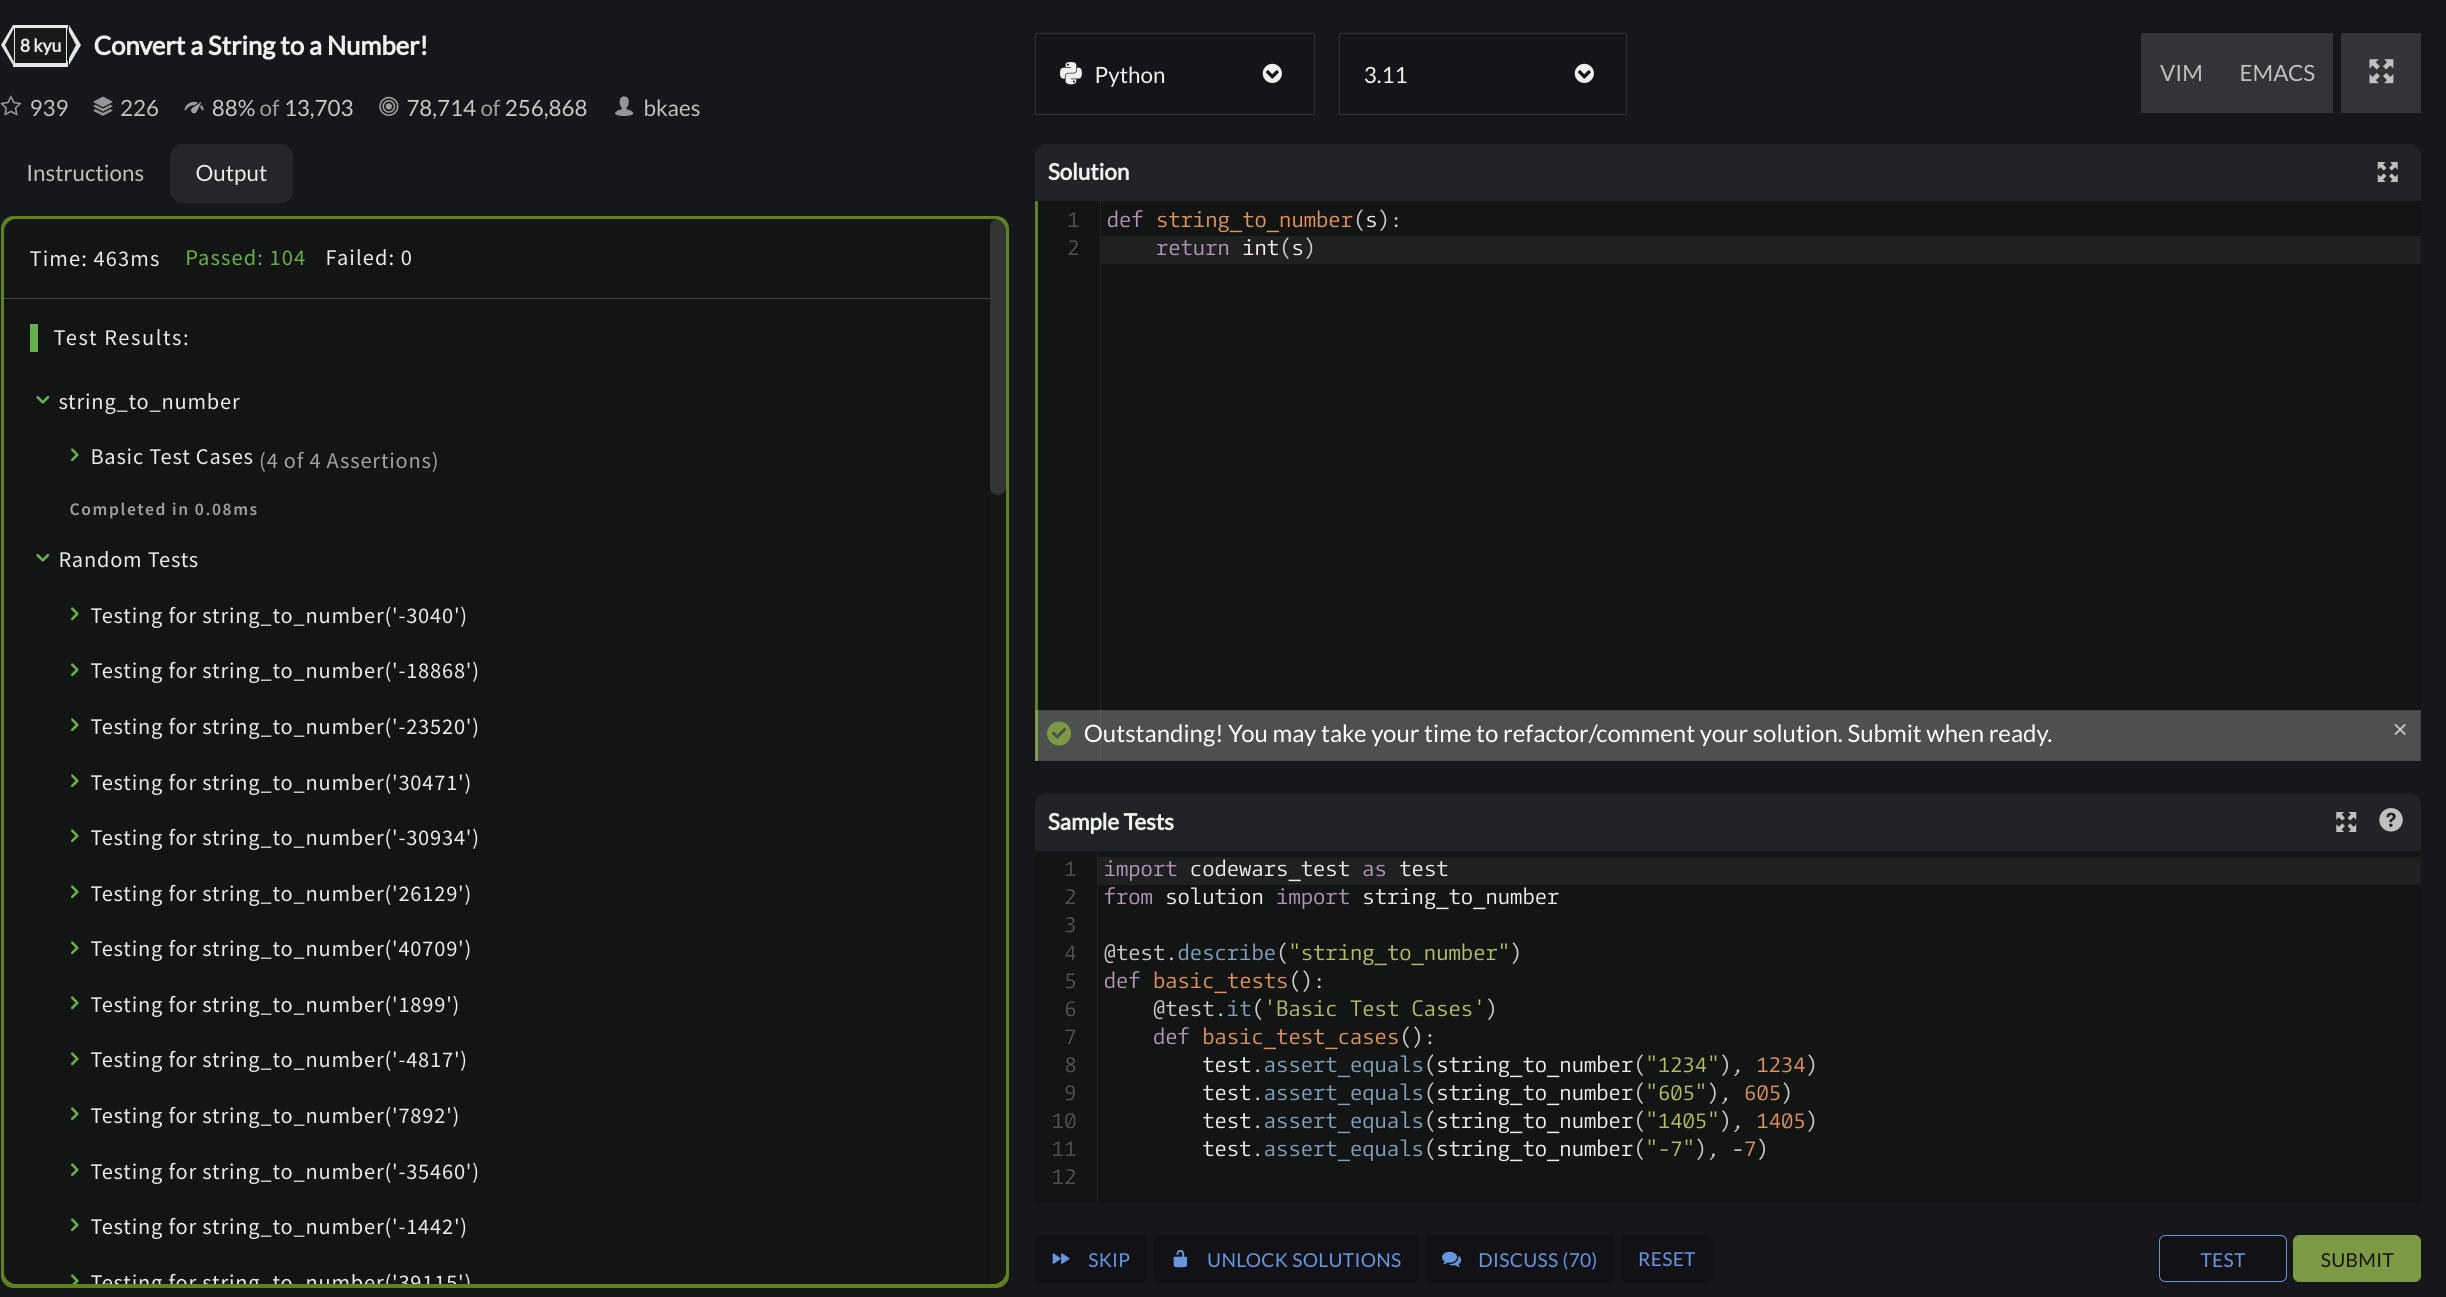 8 kyu Convert a String to a Number!
939 226 88% of 13,703 78,714 of 256,868 bkaes
Instructions Output
Time: 463ms Passed: 104 Failed: 0
Test Results:
string_to_number
Basic Test Cases (4 of 4 Assertions)
Completed in 0.08ms
Random Tests
Testing for string_to_number('-3040')
Testing for string_to_number('-18868')
Testing for string_to_number('-23520')
Testing for string_to_number('30471')
Testing for string_to_number('-30934')
Testing for string_to_number('26129')
Testing for string_to_number('40709')
Testing for string_to_number('1899')
Testing for string_to_number('-4817')
Testing for string_to_number('7892')
Testing for string_to_number('-35460')
Testing for string_to_number('-1442')
Testing for string_to_number('39115')
Python 3.11 VIM EMACS
Solution
1 def string_to_number(s):
2     return int(s)
Outstanding! You may take your time to refactor/comment your solution. Submit when ready.
Sample Tests
1 import codewars_test as test
2 from solution import string_to_number
3
4 @test.describe("string_to_number")
5 def basic_tests():
6     @test.it('Basic Test Cases')
7     def basic_test_cases():
8         test.assert_equals(string_to_number("1234"), 1234)
9         test.assert_equals(string_to_number("605"), 605)
10         test.assert_equals(string_to_number("1405"), 1405)
11         test.assert_equals(string_to_number("-7"), -7)
12
SKIP UNLOCK SOLUTIONS DISCUSS (70) RESET TEST SUBMIT